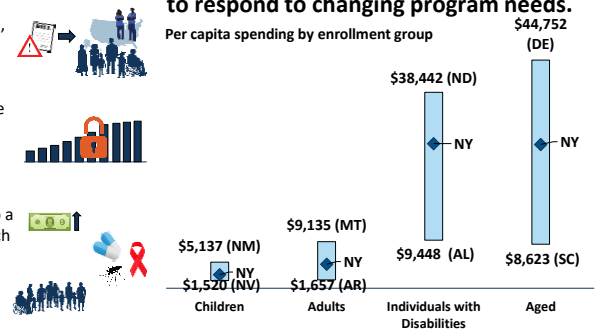 to respond to changing program needs.
Per capita spending by enrollment group
$44,752
(DE)
$38,442 (ND)
NY
NY
$9,135 (MT)
$5,137 (NM)
NY
NY
$9,448 (AL)
$8,623 (SC)
$1,520 (NV)
$1,657 (AR)
Children
Adults
Individuals with
Disabilities
Aged
,
e
a
ch